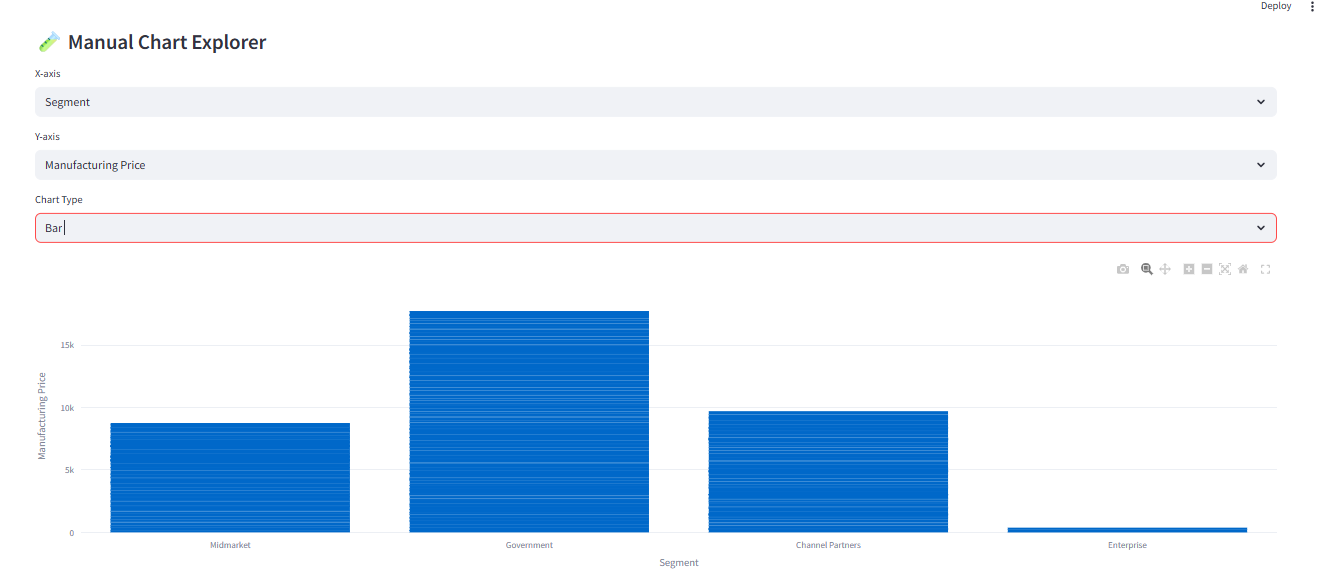 Deploy
Manual Chart Explorer
X-axis
Segment
Y-axis
Manufacturing Price
Chart Type
Bar
15k
10k
5k
0
Manufacturing Price
Midmarket Government Channel Partners Enterprise
Segment